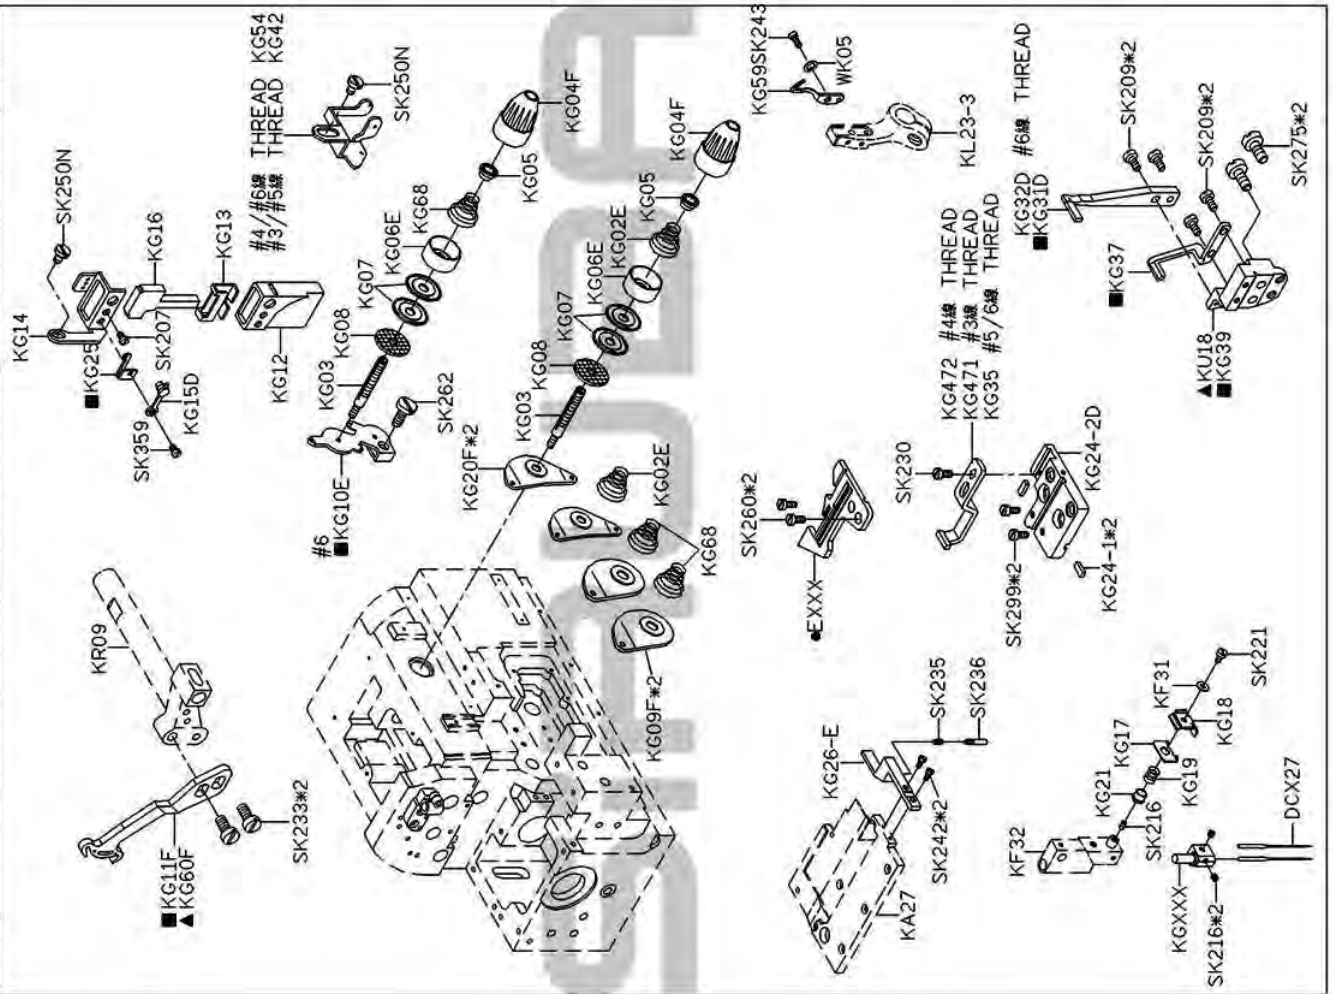 KG14
SK250N
KG16
KG13
■KG25
SK207
KG15D
SK359
KG12
#4/#6線 THREAD KG54
#3/#5線 THREAD KG42
SK250N
KG04F
KG05
KG68
KG06E
KG07
KG08
KG03
SK262
#6
■KG10E
KG20F*2
KG04F
KG05
KG02E
KG06E
KG07
KG08
KG03
KG02E
KG68
KG09F*2
KR09
■KG11F
▲KG60F
SK233*2
KG59
SK243
WK05
KL23-3
SK209*2
#6線 THREAD
KG32D
■KG31D
SK209*2
SK275*2
■KG37
▲KU18
■KG39
KG472 #4線 THREAD
KG471 #3線 THREAD
KG35 #5/6線 THREAD
SK230
KG24-2D
SK260*2
SK299*2
KG24-1*2
EXXX
SK235
SK236
KG26-E
SK242*2
KA27
KF31
SK221
KG18
KG17
KG19
KG21
SK216
KF32
DCX27
KGXXX
SK216*2